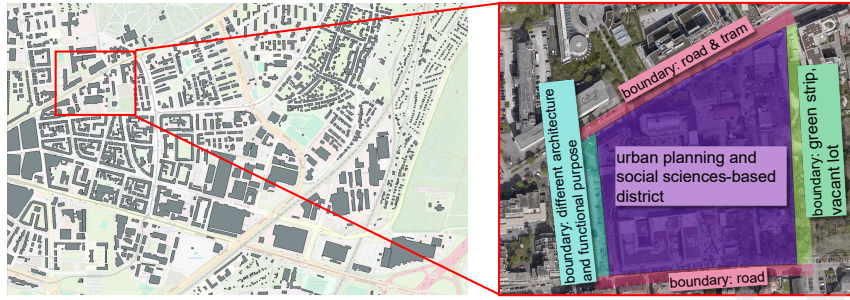 boundary: road & tram
boundary: different architecture
and functional purpose
urban planning and
social sciences-based
district
boundary: green strip,
vacant lot
boundary: road